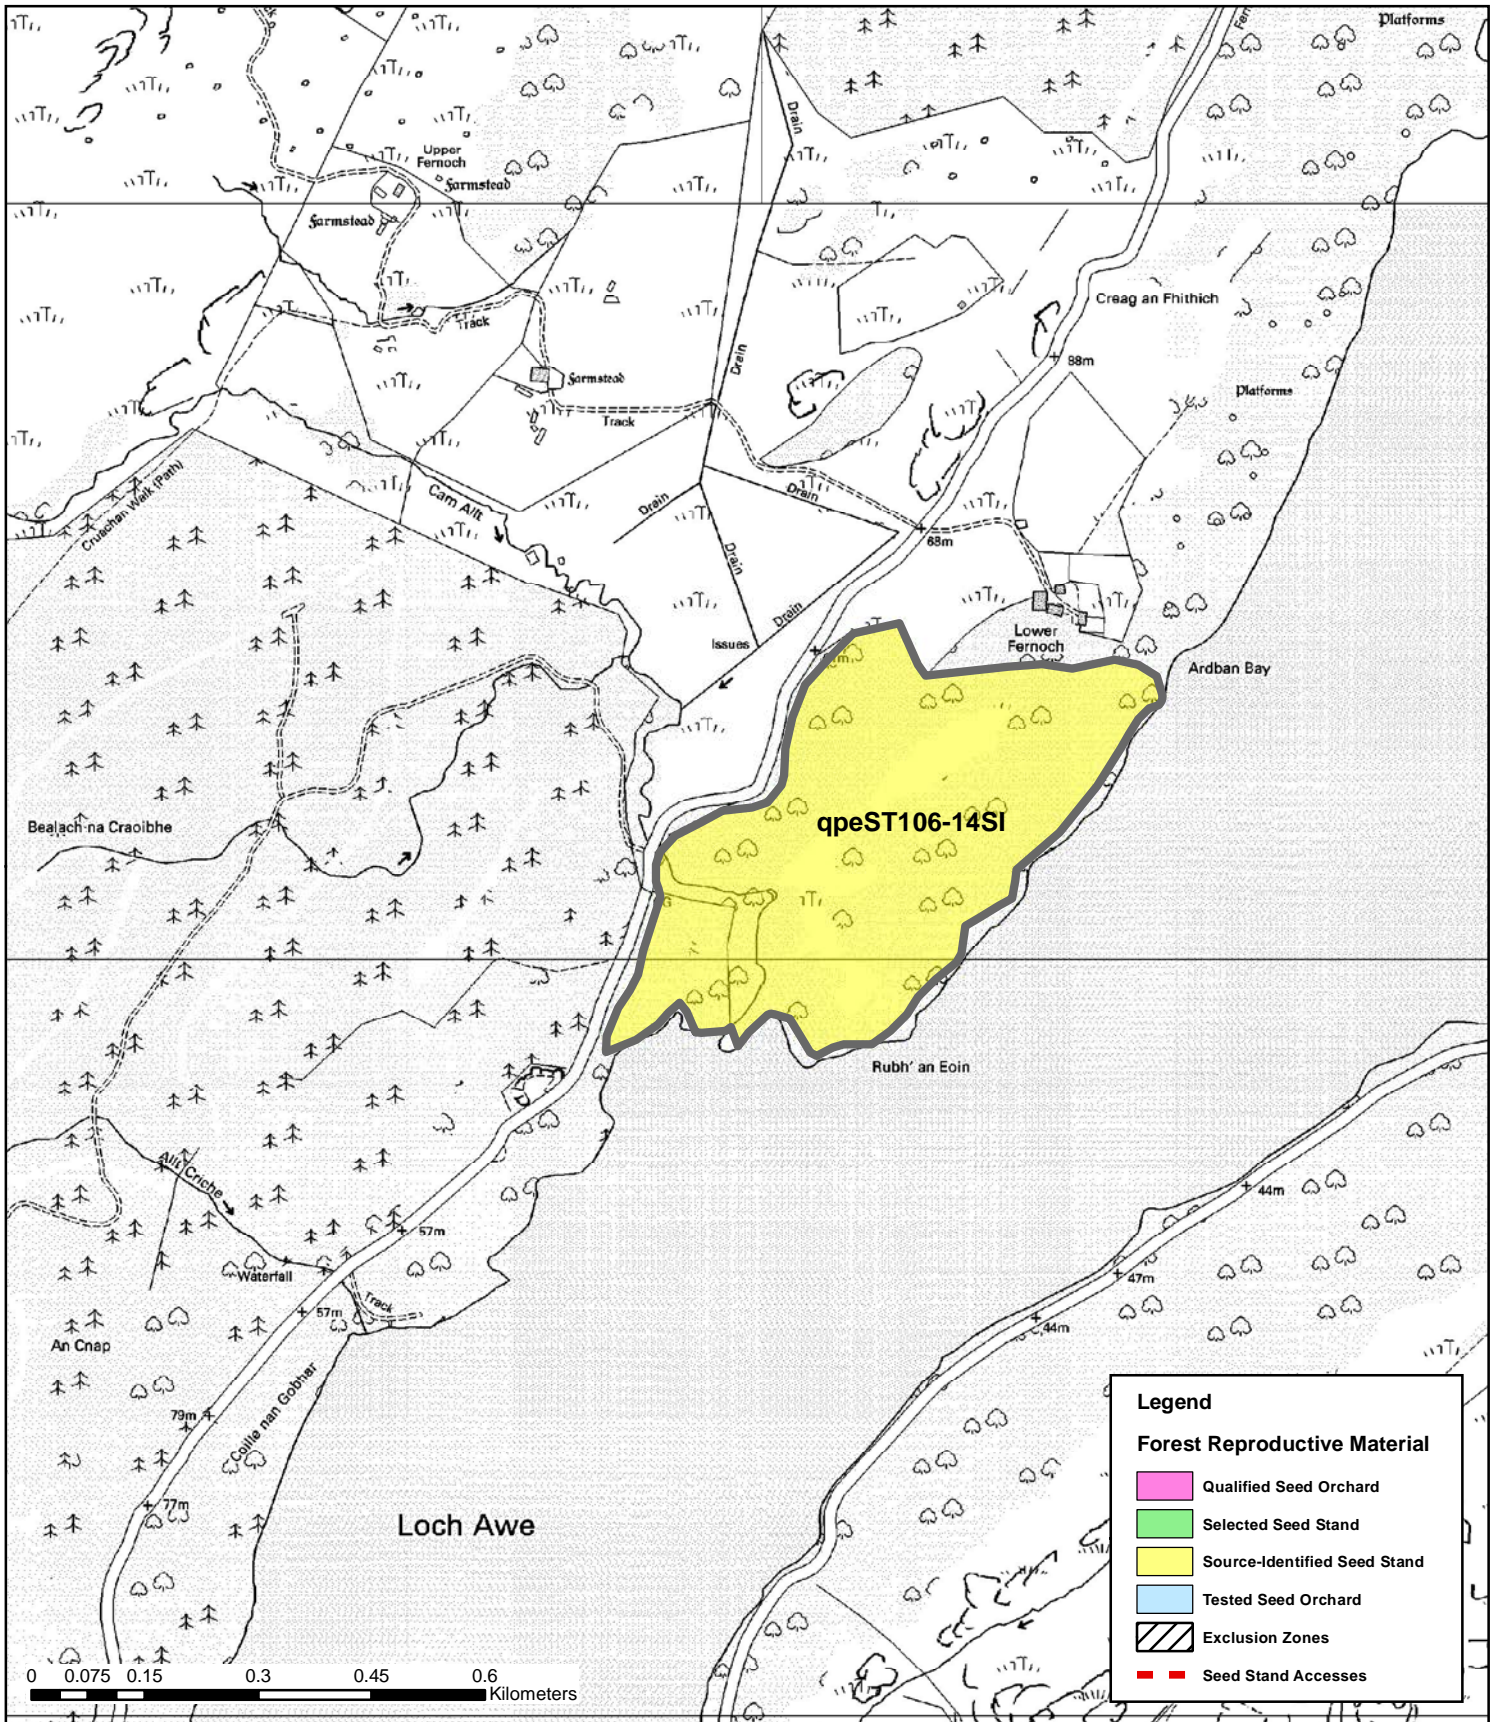 Platforms
Drain
Upper
Fernoch
Farmstead
Farmstead
Creag an Fhithich
Track
Drain
88m
Farmstead
Platforms
Track
Cruachan Walk (Path)
Cam Allt
Drain
Drain
68m
Drain
Drain
Issues
Lower
Fernoch
Ardban Bay
qpeST106-14SI
Bealach na Craoibhe
Rubh' an Eoin
Allt Criche
44m
57m
Waterfall
47m
Track
57m
44m
An Cnap
Coille nan Gobhar
79m
77m
Loch Awe
Legend
Forest Reproductive Material
Qualified Seed Orchard
Selected Seed Stand
Source-Identified Seed Stand
Tested Seed Orchard
Exclusion Zones
Seed Stand Accesses
0 0.075 0.15 0.3 0.45 0.6
Kilometers